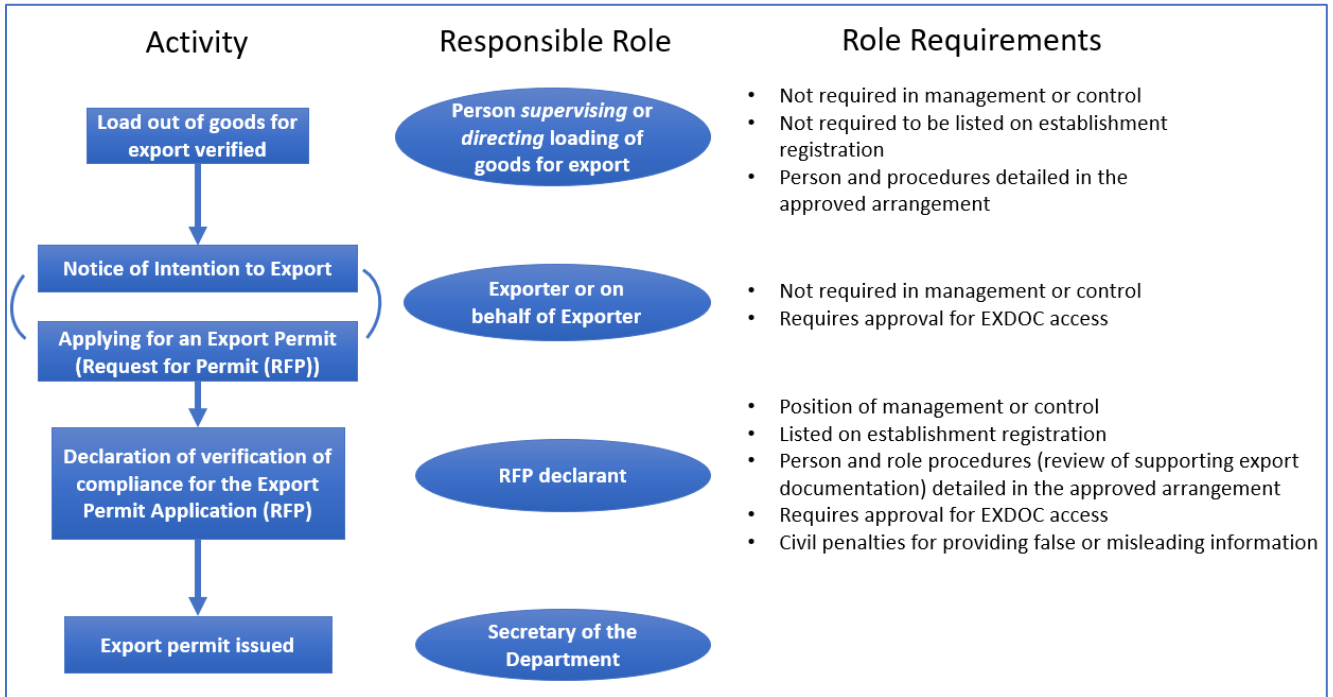 Activity
Responsible Role
Role Requirements
Load out of goods for
export verified
Person supervising or
directing loading of
goods for export
• Not required in management or control
• Not required to be listed on establishment
registration
• Person and procedures detailed in the
approved arrangement
Notice of Intention to Export
Applying for an Export Permit
(Request for Permit (RFP))
Exporter or on
behalf of Exporter
• Not required in management or control
• Requires approval for EXDOC access
Declaration of verification of
compliance for the Export
Permit Application (RFP)
RFP declarant
• Position of management or control
• Listed on establishment registration
• Person and role procedures (review of supporting export
documentation) detailed in the approved arrangement
• Requires approval for EXDOC access
• Civil penalties for providing false or misleading information
Export permit issued
Secretary of the
Department